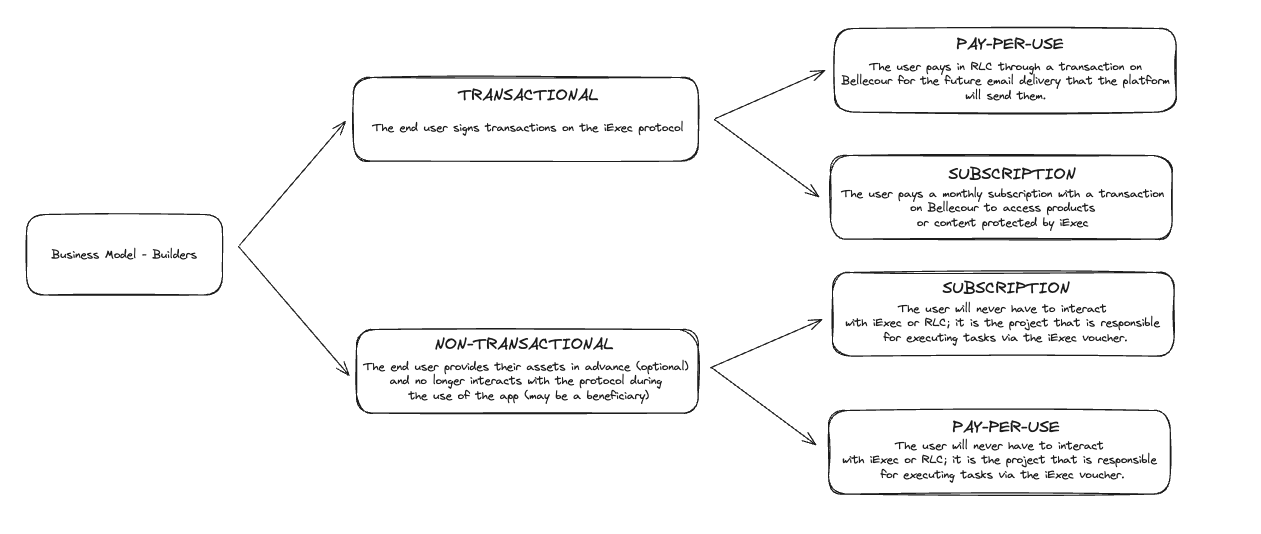 Business Model - Builders
TRANSACTIONAL
The end user signs transactions on the iExec protocol
PAY-PER-USE
The user pays in RLC through a transaction on
Bellecour for the future email delivery that the platform
will send them.
SUBSCRIPTION
The user pays a monthly subscription with a transaction
on Bellecour to access products
or content protected by iExec
NON-TRANSACTIONAL
The end user provides their assets in advance (optional)
and no longer interacts with the protocol during
the use of the app (may be a beneficiary)
SUBSCRIPTION
The user will never have to interact
with iExec or RLC; it is the project that is responsible
for executing tasks via the iExec voucher.
PAY-PER-USE
The user will never have to interact
with iExec or RLC; it is the project that is responsible
for executing tasks via the iExec voucher.